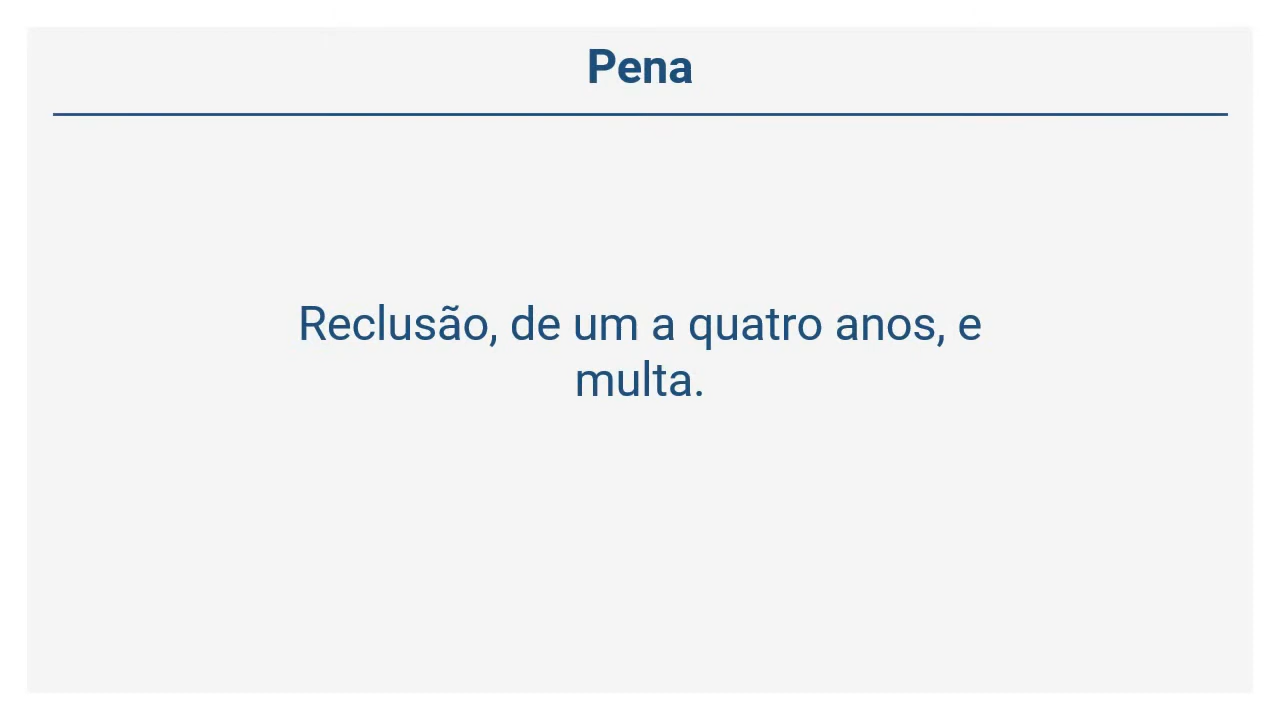 Pena
Reclusão, de um a quatro anos, e
multa.